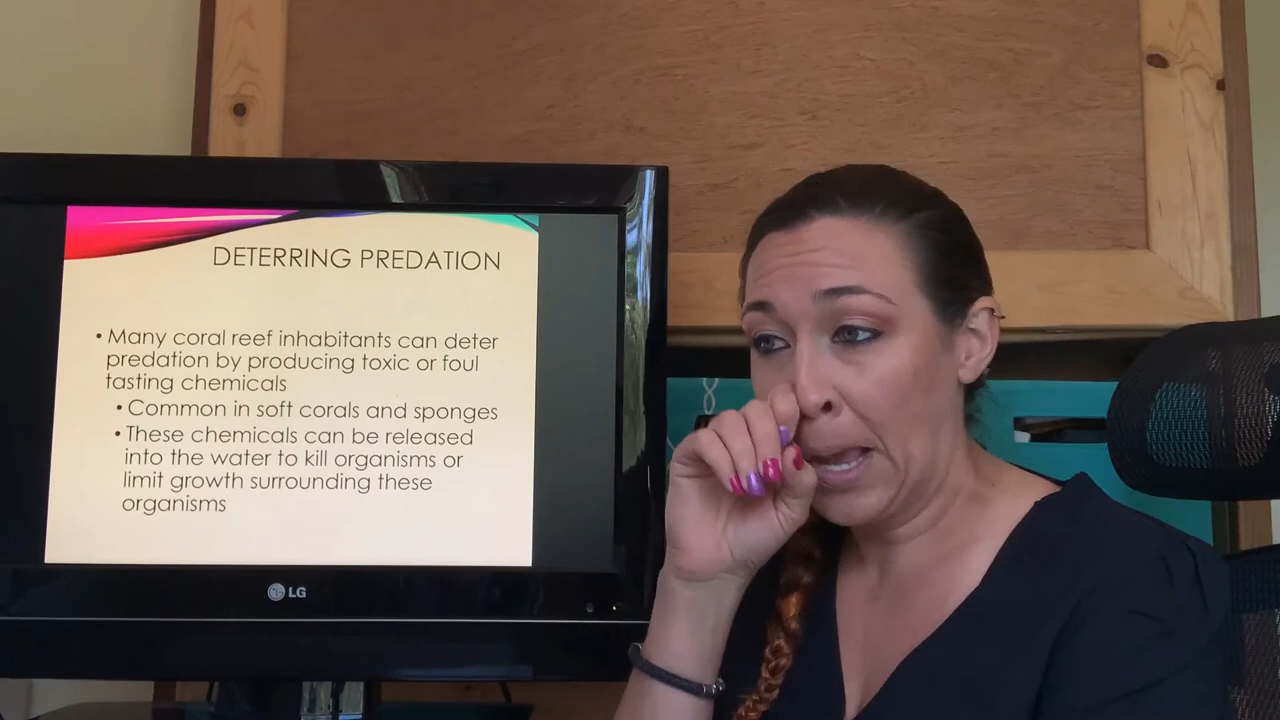 DETERRING PREDATION
• Many coral reef inhabitants can deter
predation by producing toxic or foul
tasting chemicals
• Common in soft corals and sponges
• These chemicals can be released
into the water to kill organisms or
limit growth surrounding these
organisms
LG